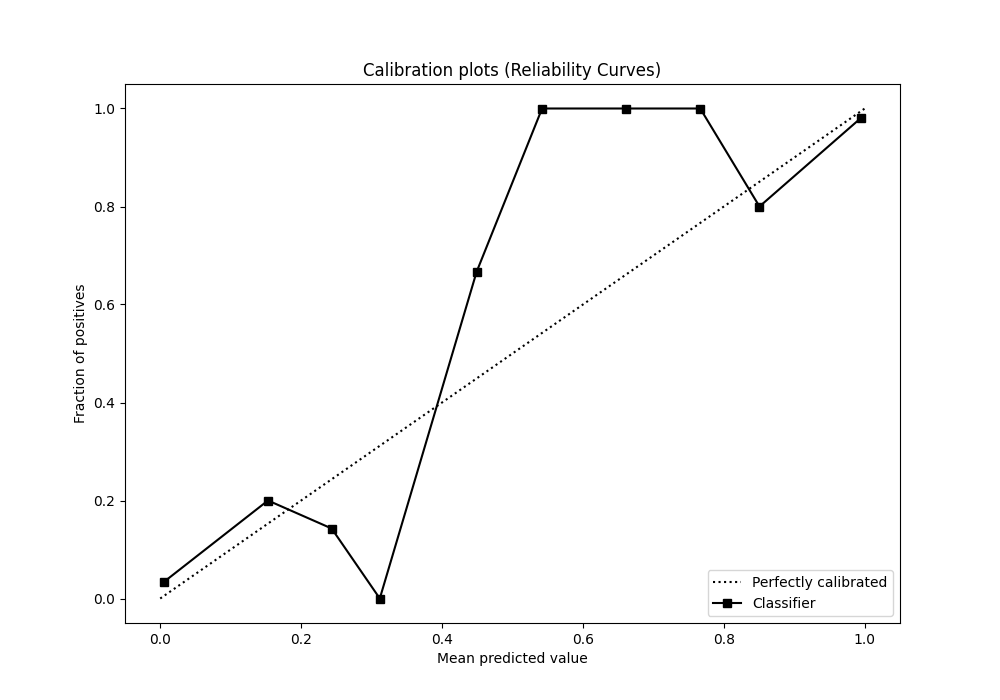 Calibration plots (Reliability Curves)
1.0
0.8
0.6
0.4
0.2
0.0
Fraction of positives
0.0 0.2 0.4 0.6 0.8 1.0
Mean predicted value
Perfectly calibrated
Classifier